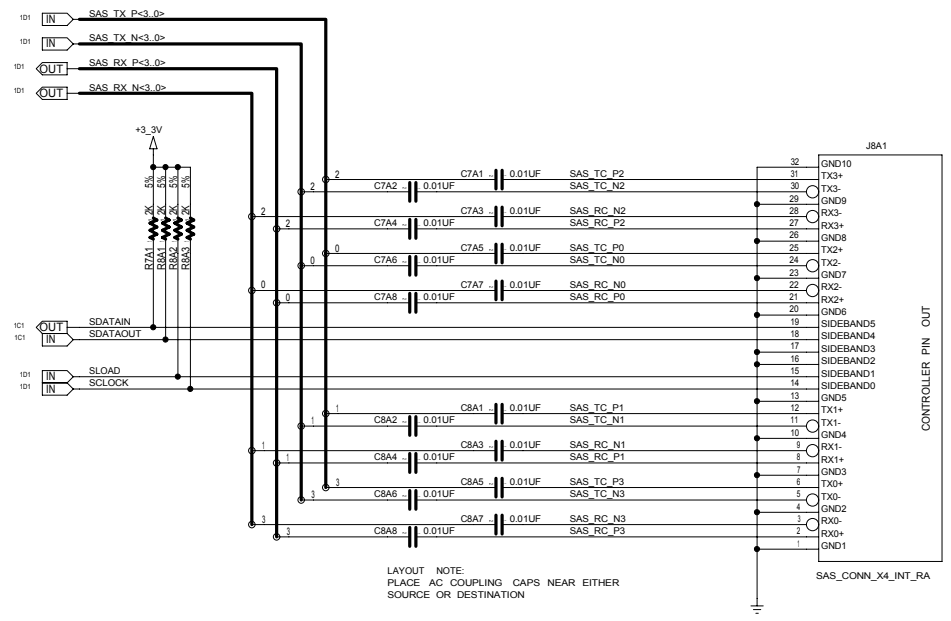 1D1 IN SAS_TX_P<3..0>
1D1 IN SAS_TX_N<3..0>
1D1 OUT SAS_RX_P<3..0>
1D1 OUT SAS_RX_N<3..0>
+3_3V
5% 5% 5% 5%
2K 2K 2K 2K
R7A1 R8A1 R8A2 R8A3
J8A1
32 GND10
2 C7A1 0.01UF SAS_TC_P2 31 TX3+
2 C7A2 0.01UF SAS_TC_N2 30 TX3-
29 GND9
2 C7A3 0.01UF SAS_RC_N2 28 RX3-
2 C7A4 0.01UF SAS_RC_P2 27 RX3+
26 GND8
0 C7A5 0.01UF SAS_TC_P0 25 TX2+
0 C7A6 0.01UF SAS_TC_N0 24 TX2-
23 GND7
0 C7A7 0.01UF SAS_RC_N0 22 RX2-
0 C7A8 0.01UF SAS_RC_P0 21 RX2+
20 GND6
1C1 OUT SDATAIN 19 SIDEBAND5
1C1 IN SDATAOUT 18 SIDEBAND4
17 SIDEBAND3
16 SIDEBAND2
1D1 IN SLOAD 15 SIDEBAND1
1D1 IN SCLOCK 14 SIDEBAND0
13 GND5
1 C8A1 0.01UF SAS_TC_P1 12 TX1+
1 C8A2 0.01UF SAS_TC_N1 11 TX1-
10 GND4
1 C8A3 0.01UF SAS_RC_N1 9 RX1-
1 C8A4 0.01UF SAS_RC_P1 8 RX1+
7 GND3
3 C8A5 0.01UF SAS_TC_P3 6 TX0+
3 C8A6 0.01UF SAS_TC_N3 5 TX0-
4 GND2
3 C8A7 0.01UF SAS_RC_N3 3 RX0-
3 C8A8 0.01UF SAS_RC_P3 2 RX0+
1 GND1
CONTROLLER PIN OUT
SAS_CONN_X4_INT_RA
LAYOUT NOTE:
PLACE AC COUPLING CAPS NEAR EITHER
SOURCE OR DESTINATION